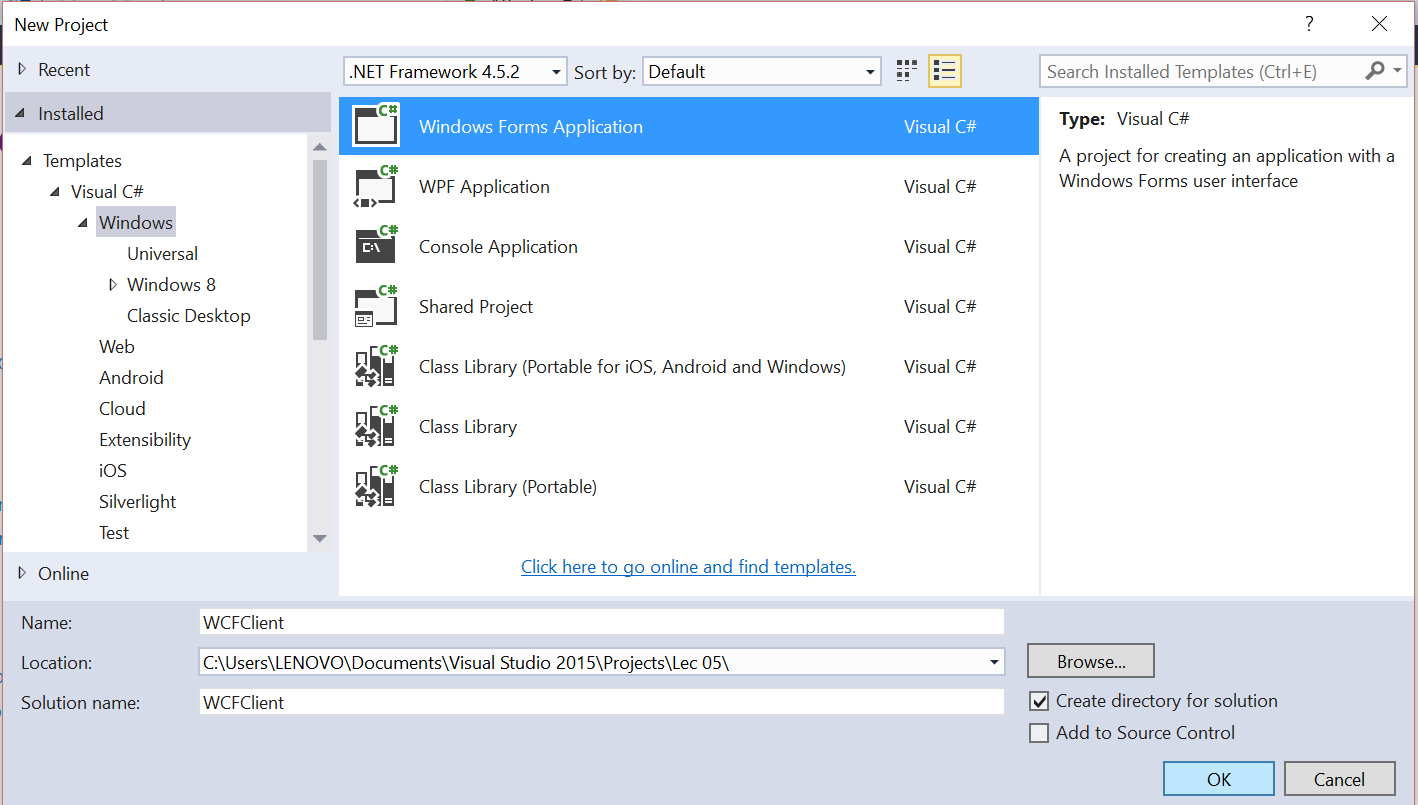 New Project
?
Recent
Installed
Templates
Visual C#
Windows
Universal
Windows 8
Classic Desktop
Web
Android
Cloud
Extensibility
iOS
Silverlight
Test
Online
.NET Framework 4.5.2
Sort by: Default
Search Installed Templates (Ctrl+E)
C# Windows Forms Application Visual C#
C# WPF Application Visual C#
C# C:\ Console Application Visual C#
C# Shared Project Visual C#
C# Class Library (Portable for iOS, Android and Windows) Visual C#
C# Class Library Visual C#
C# Class Library (Portable) Visual C#
Click here to go online and find templates.
Type: Visual C#
A project for creating an application with a
Windows Forms user interface
Name: WCFClient
Location: C:\Users\LENOVO\Documents\Visual Studio 2015\Projects\Lec 05\
Browse...
Solution name: WCFClient
Create directory for solution
Add to Source Control
OK
Cancel